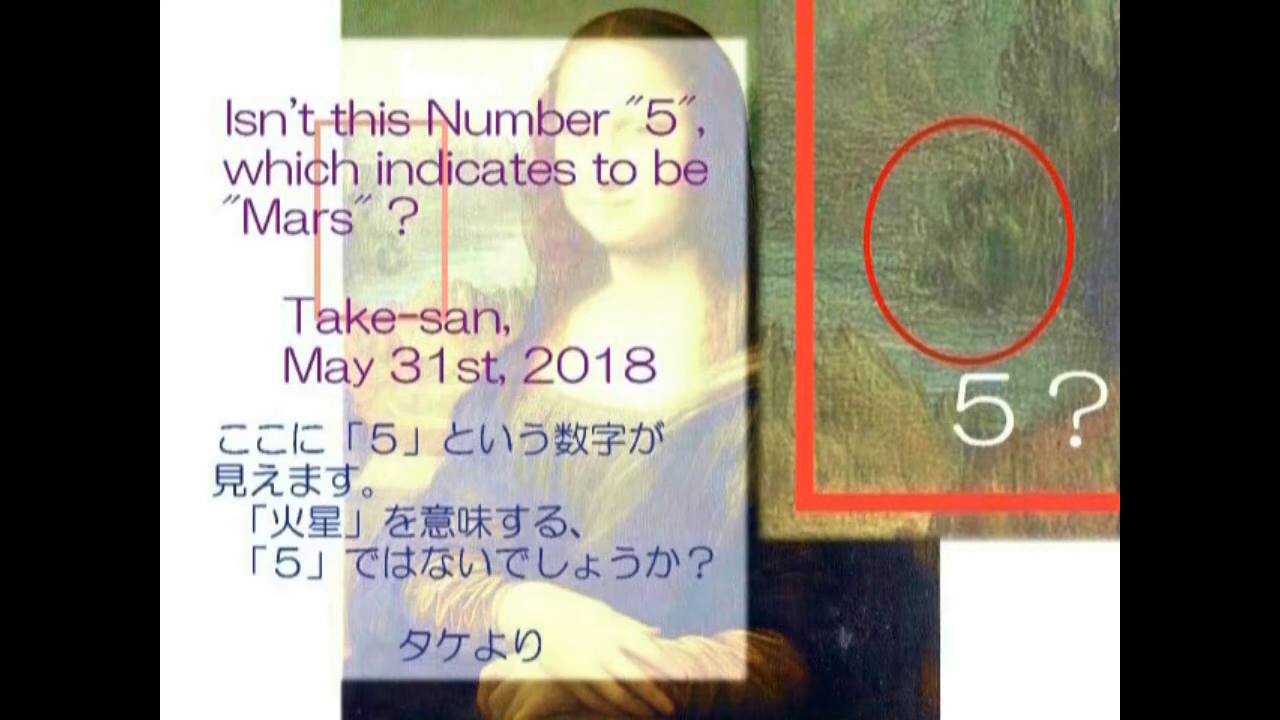 Isn't this Number "5",
which indicates to be
"Mars" ?
Take-san,
May 31st, 2018
ここに「５」という数字が
見えます。
「火星」を意味する、
「５」ではないでしょうか？
タケより
５？